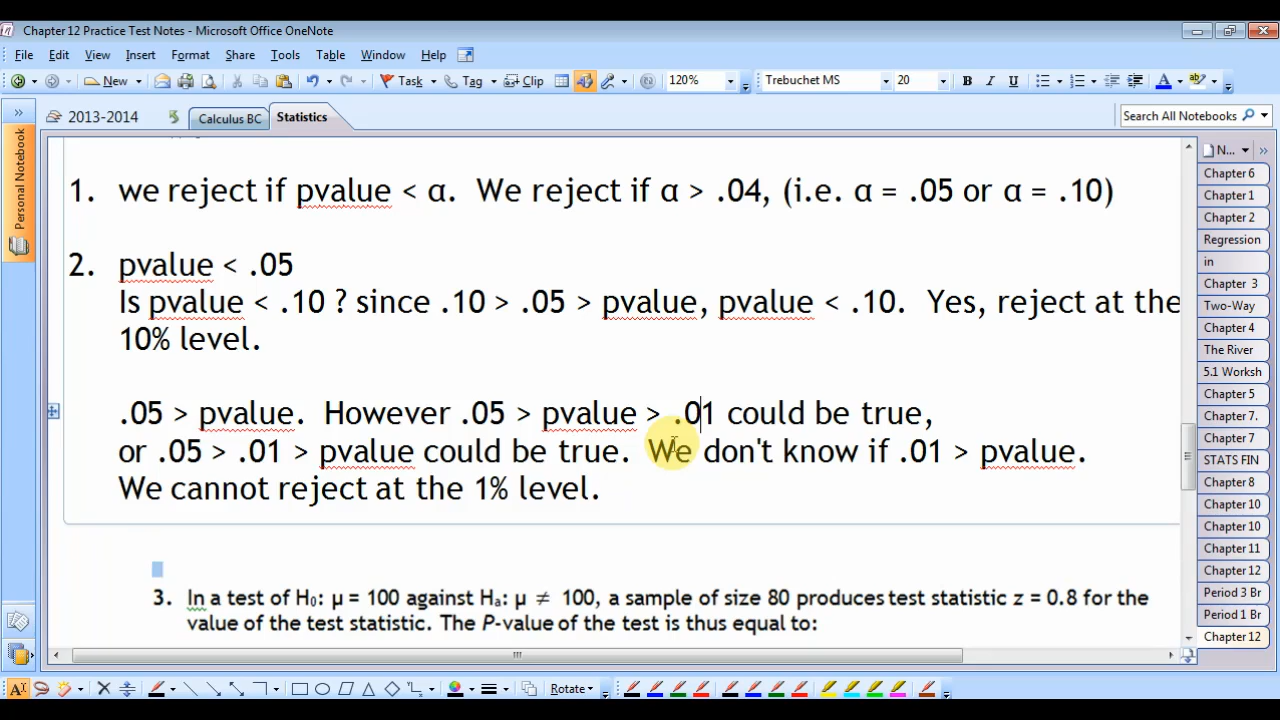 Chapter 12 Practice Test Notes - Microsoft Office OneNote
File Edit View Insert Format Share Tools Table Window Help
New Task Tag Clip 120% Trebuchet MS 20 B I U A ab
» 2013-2014 Calculus BC Statistics Search All Notebooks
Personal Notebook
1. we reject if pvalue < α. We reject if α > .04, (i.e. α = .05 or α = .10)
2. pvalue < .05
Is pvalue < .10 ? since .10 > .05 > pvalue, pvalue < .10. Yes, reject at the
10% level.
.05 > pvalue. However .05 > pvalue > .01 could be true,
or .05 > .01 > pvalue could be true. We don't know if .01 > pvalue.
We cannot reject at the 1% level.
3. In a test of H₀: μ = 100 against Hₐ: μ ≠ 100, a sample of size 80 produces test statistic z = 0.8 for the
value of the test statistic. The P-value of the test is thus equal to:
N... »
Chapter 6
Chapter 1
Chapter 2
Regression
in
Chapter 3
Two-Way
Chapter 4
The River
5.1 Worksh
Chapter 5
Chapter 7.
Chapter 7
STATS FIN
Chapter 8
Chapter 10
Chapter 10
Chapter 11
Chapter 12
Period 3 Br
Period 1 Br
Chapter 12
Rotate